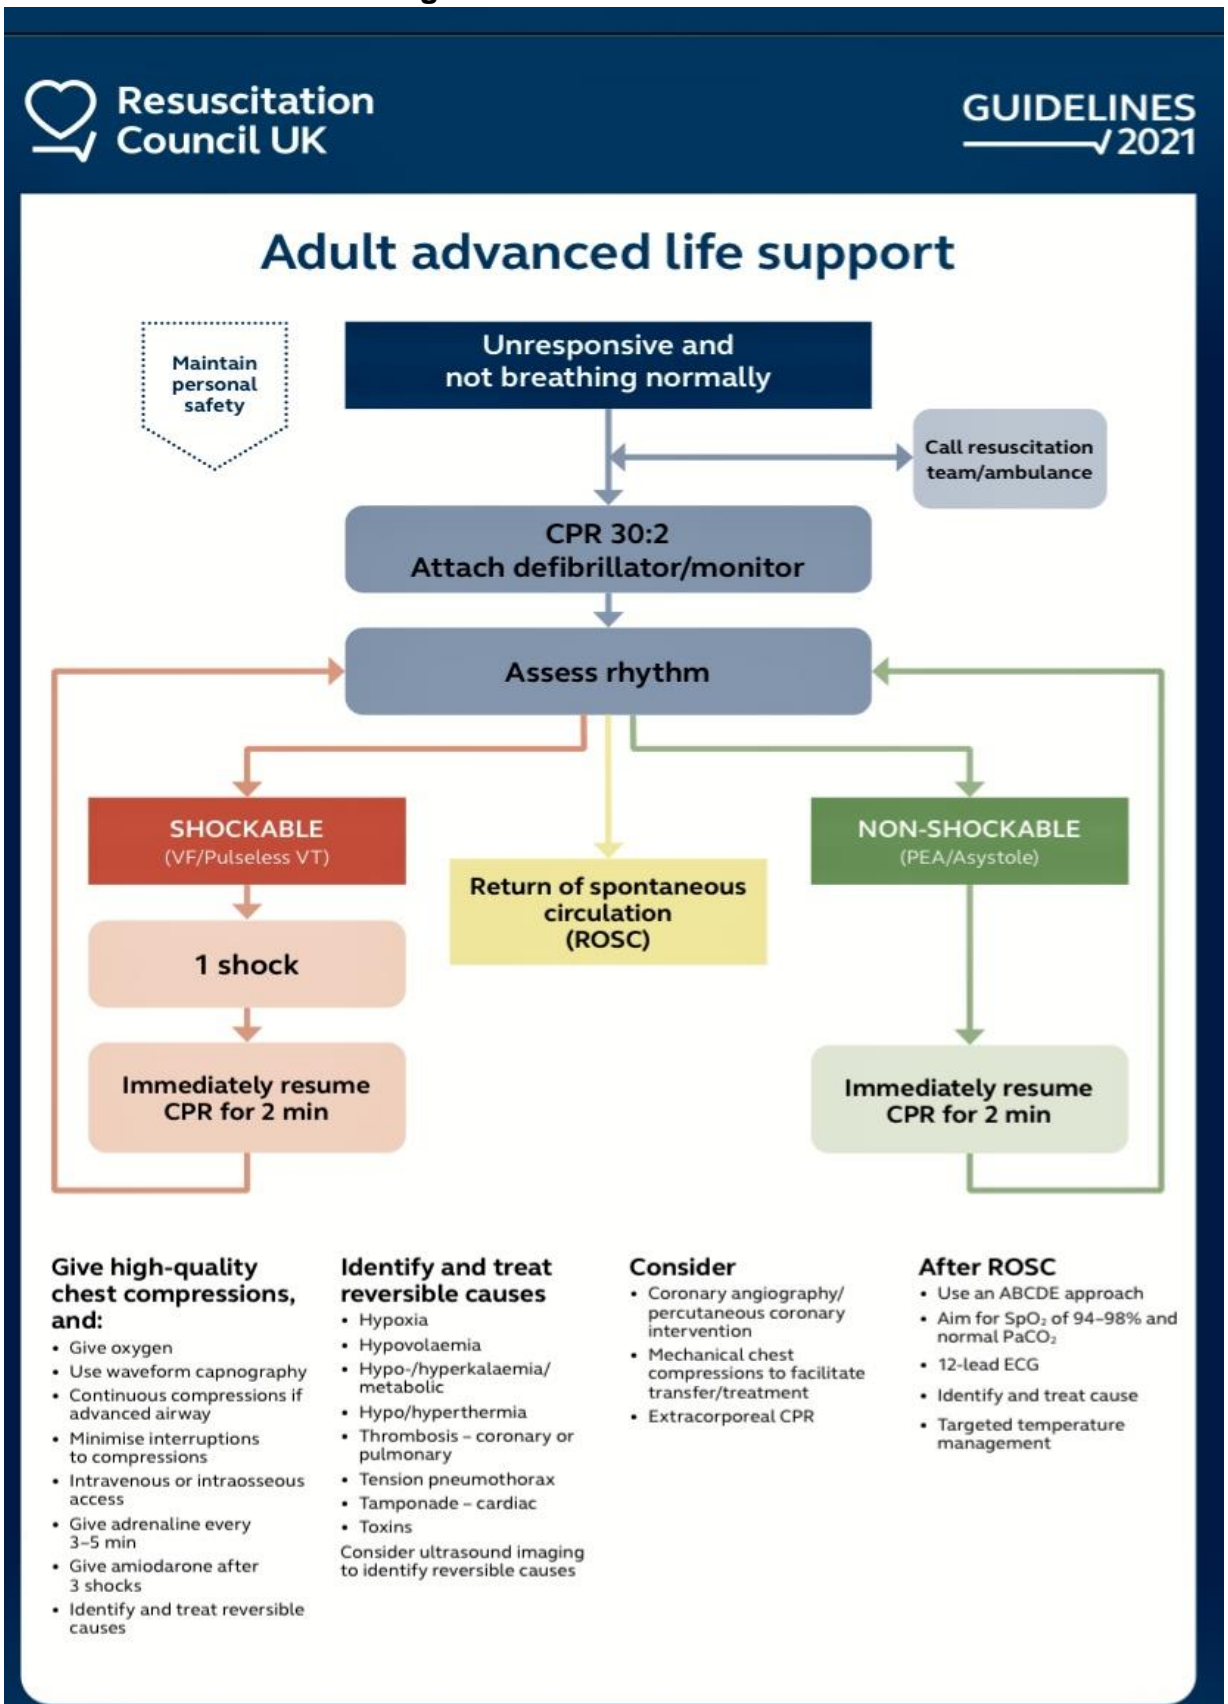 Resuscitation
Council UK
GUIDELINES
2021
Adult advanced life support
Maintain
personal
safety
Unresponsive and
not breathing normally
Call resuscitation
team/ambulance
CPR 30:2
Attach defibrillator/monitor
Assess rhythm
SHOCKABLE
(VF/Pulseless VT)
1 shock
Immediately resume
CPR for 2 min
Return of spontaneous
circulation
(ROSC)
NON-SHOCKABLE
(PEA/Asystole)
Immediately resume
CPR for 2 min
Give high-quality
chest compressions,
and:
• Give oxygen
• Use waveform capnography
• Continuous compressions if
advanced airway
• Minimise interruptions
to compressions
• Intravenous or intraosseous
access
• Give adrenaline every
3–5 min
• Give amiodarone after
3 shocks
• Identify and treat reversible
causes
Identify and treat
reversible causes
• Hypoxia
• Hypovolaemia
• Hypo-/hyperkalaemia/
metabolic
• Hypo/hyperthermia
• Thrombosis – coronary or
pulmonary
• Tension pneumothorax
• Tamponade – cardiac
• Toxins
Consider ultrasound imaging
to identify reversible causes
Consider
• Coronary angiography/
percutaneous coronary
intervention
• Mechanical chest
compressions to facilitate
transfer/treatment
• Extracorporeal CPR
After ROSC
• Use an ABCDE approach
• Aim for SpO₂ of 94–98% and
normal PaCO₂
• 12-lead ECG
• Identify and treat cause
• Targeted temperature
management